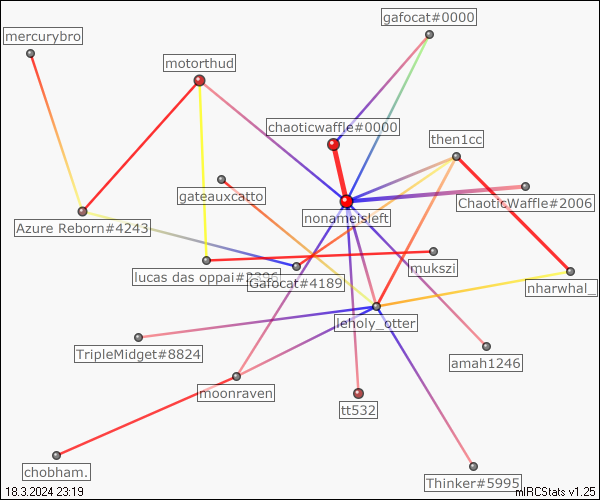 gafocat#0000
mercurybro
motorthud
chaoticwaffle#0000
then1cc
gateauxcatto
ChaoticWaffle#2006
nonameisleft
Azure Reborn#4243
mukszi
lucas das oppai#
Gafocat#4189
nharwhal_
leholy_otter
TripleMidget#8824
amah1246
moonraven
tt532
chobham.
Thinker#5995
18.3.2024 23:19
mIRCStats v1.25